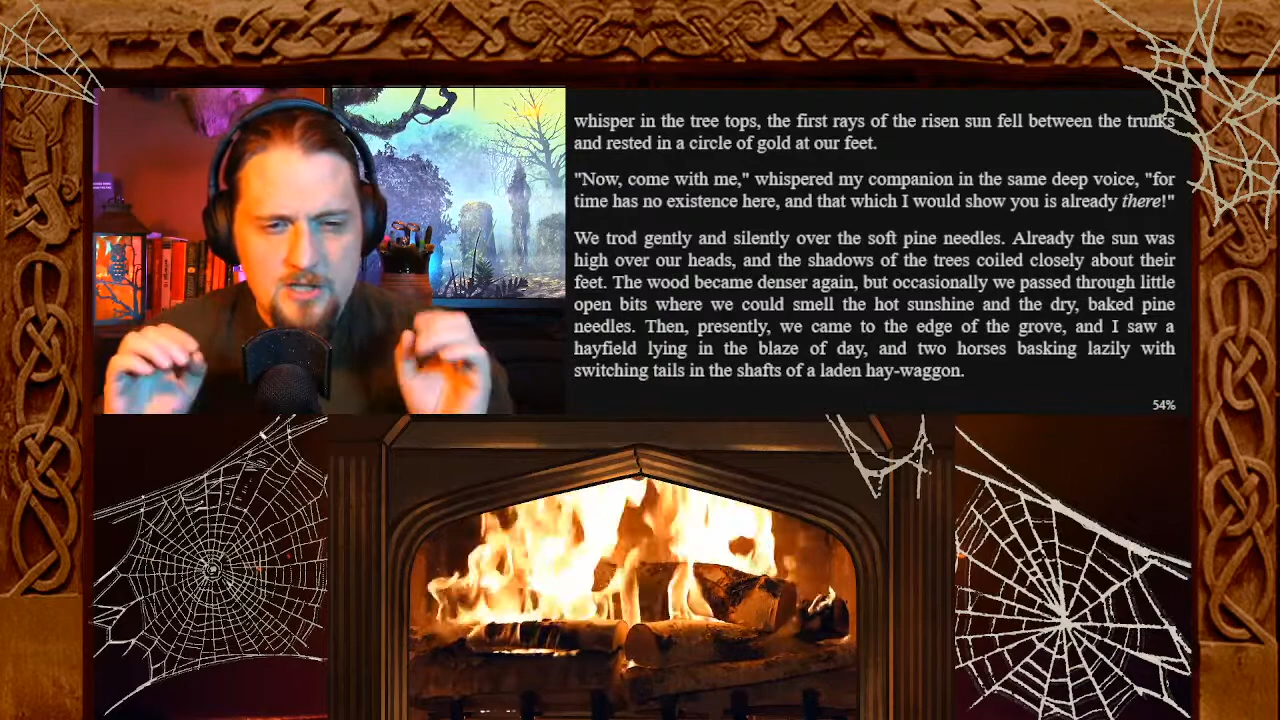 whisper in the tree tops, the first rays of the risen sun fell between the trunks
and rested in a circle of gold at our feet.
"Now, come with me," whispered my companion in the same deep voice, "for
time has no existence here, and that which I would show you is already there!"
We trod gently and silently over the soft pine needles. Already the sun was
high over our heads, and the shadows of the trees coiled closely about their
feet. The wood became denser again, but occasionally we passed through little
open bits where we could smell the hot sunshine and the dry, baked pine
needles. Then, presently, we came to the edge of the grove, and I saw a
hayfield lying in the blaze of day, and two horses basking lazily with
switching tails in the shafts of a laden hay-waggon.
54%